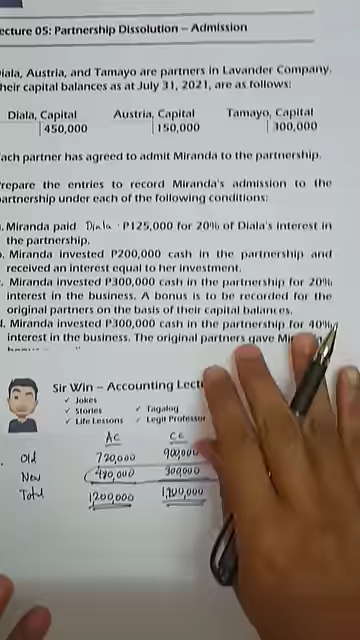 ecture 05: Partnership Dissolution – Admission
iala, Austria, and Tamayo are partners in Lavander Company.
heir capital balances as at July 31, 2021, are as follows:
Diala, Capital Austria, Capital Tamayo, Capital
450,000 150,000 300,000
ach partner has agreed to admit Miranda to the partnership.
repare the entries to record Miranda's admission to the
artnership under each of the following conditions:
. Miranda paid Diala P125,000 for 20% of Diala's interest in
the partnership.
. Miranda invested P200,000 cash in the partnership and
received an interest equal to her investment.
. Miranda invested P300,000 cash in the partnership for 20%
interest in the business. A bonus is to be recorded for the
original partners on the basis of their capital balances.
d. Miranda invested P300,000 cash in the partnership for 40%
interest in the business. The original partners gave Mir
Sir Win – Accounting Lect
✓ Jokes
✓ Stories ✓ Tagalog
✓ Life Lessons ✓ Legit Professor
AC CC
Old 720,000 900,000
New 480,000 300,000
Total 1,200,000 1,200,000